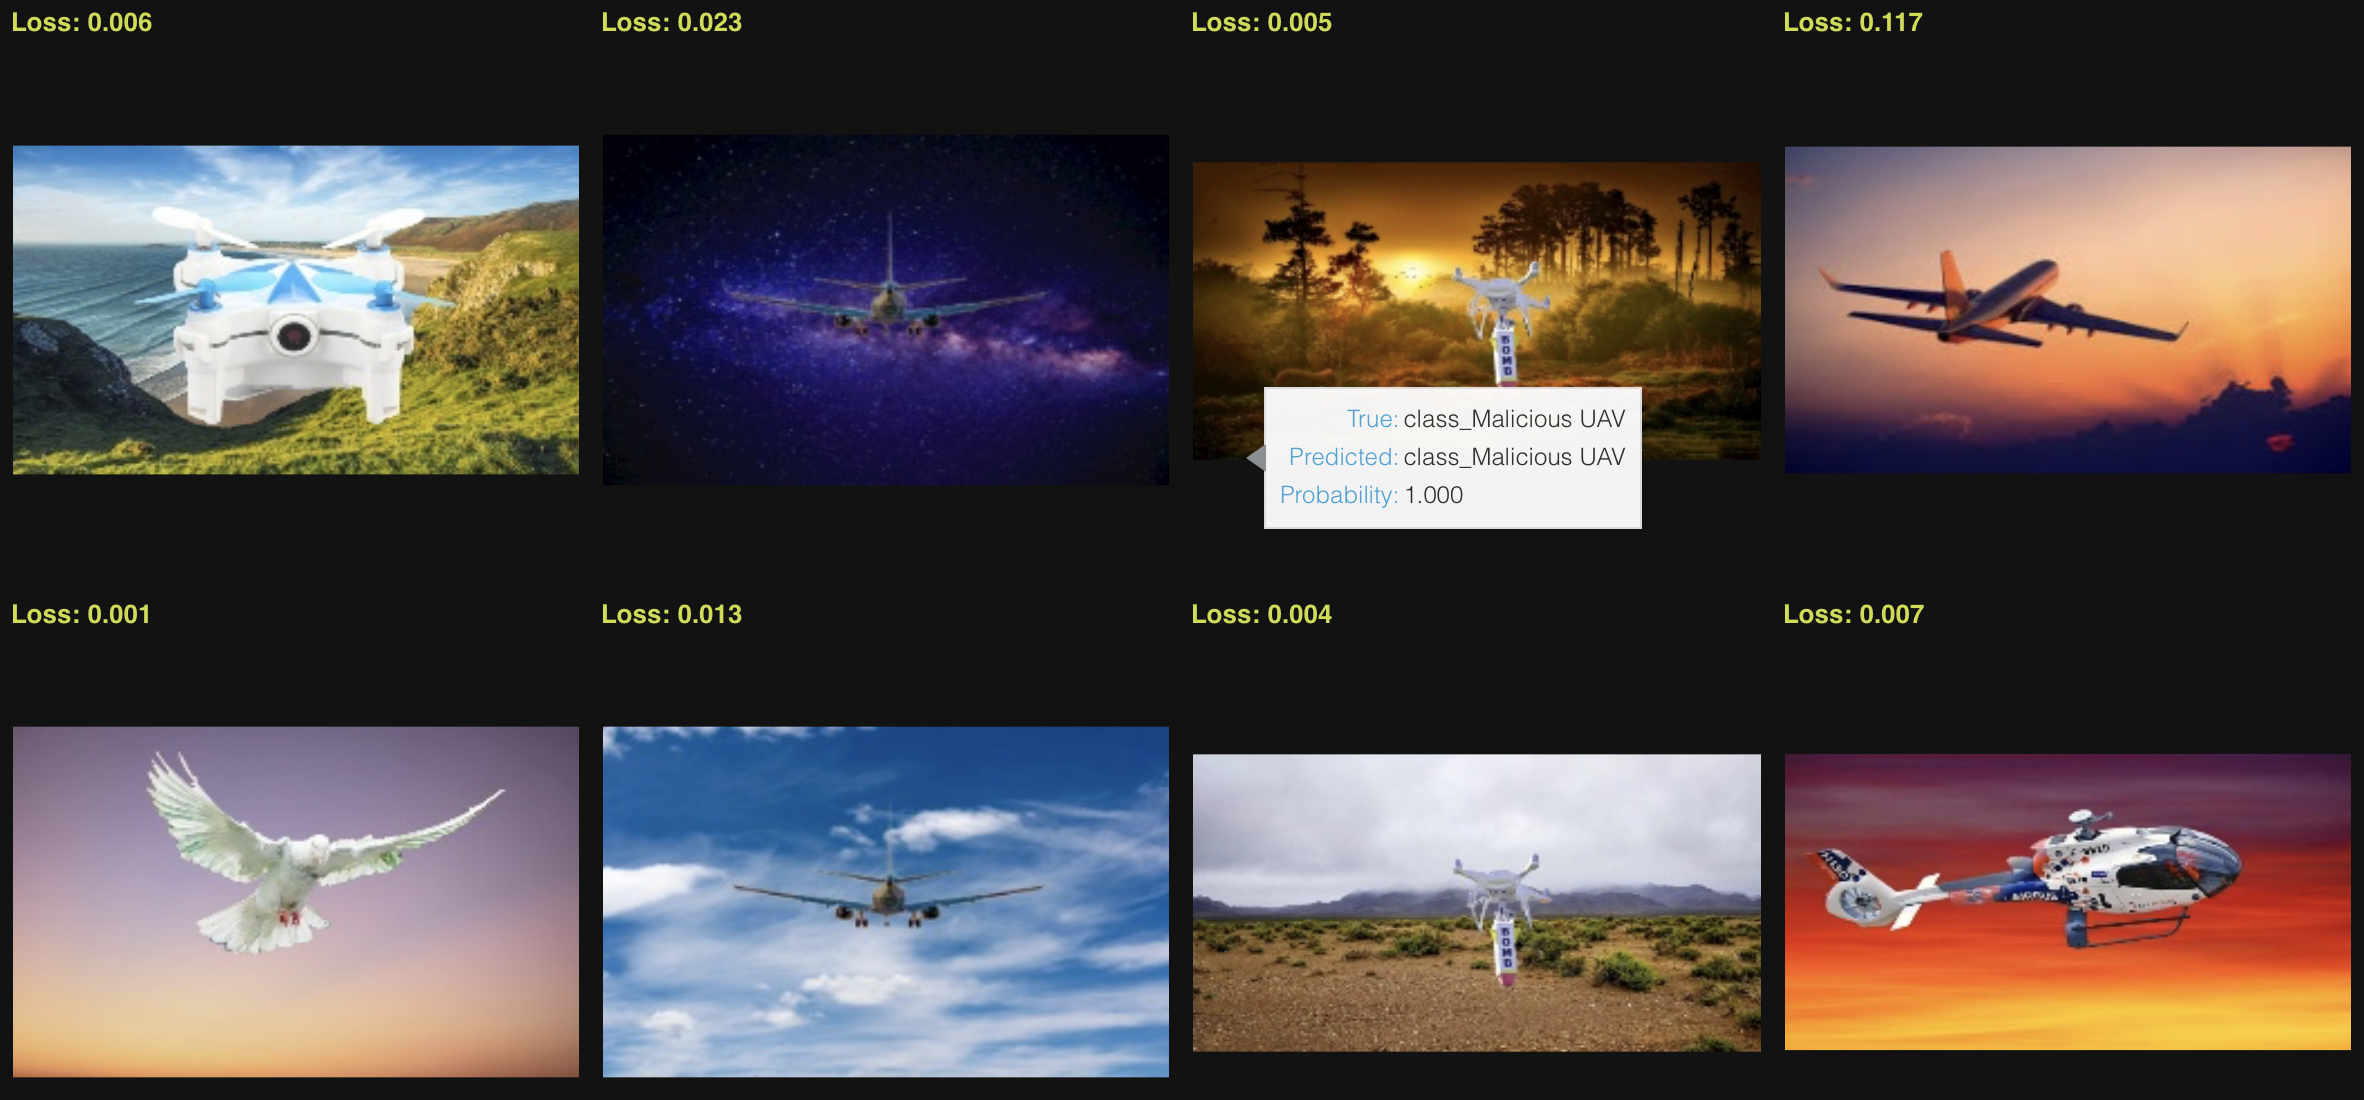 Loss: 0.006
Loss: 0.023
Loss: 0.005
Loss: 0.117
BOMB
True: class_Malicious UAV
Predicted: class_Malicious UAV
Probability: 1.000
Loss: 0.001
Loss: 0.013
Loss: 0.004
Loss: 0.007
BOMB